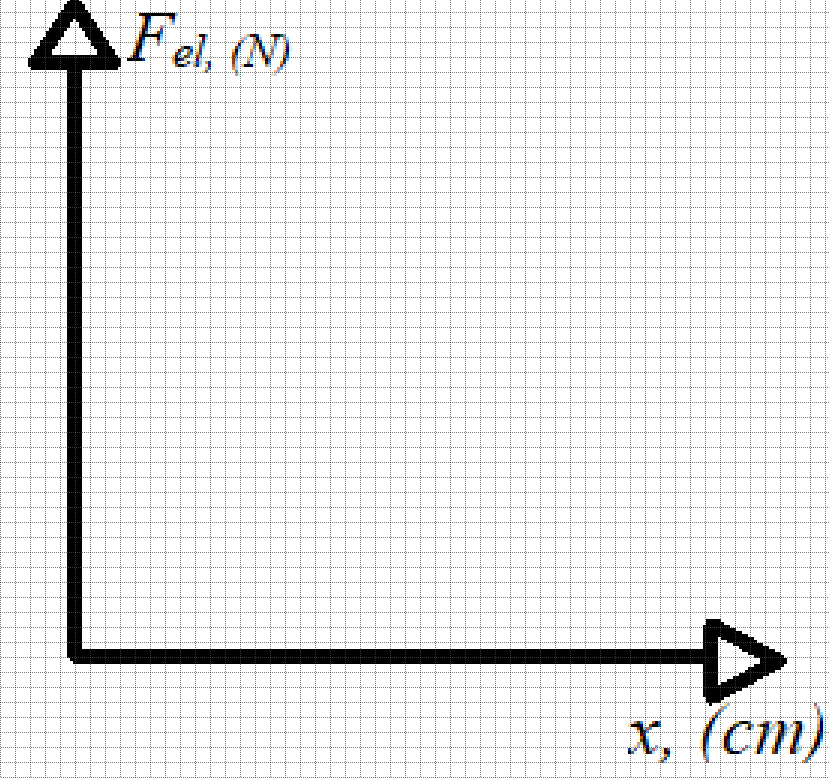 Fel, (N)
x, (cm)